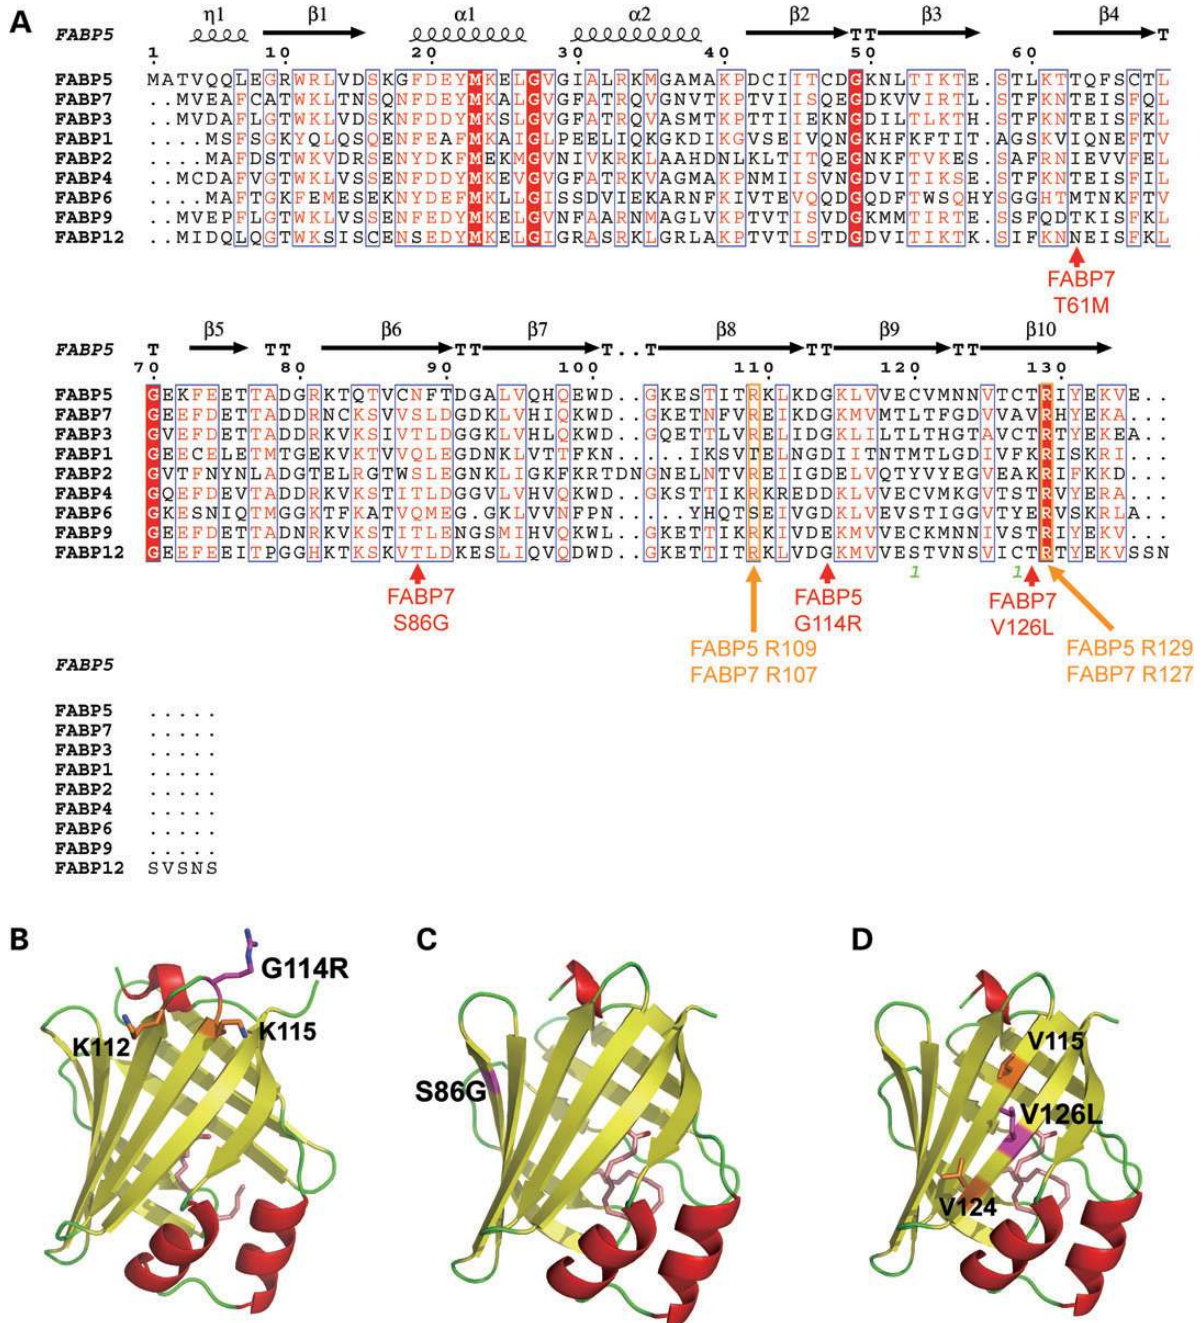 A
η1 β1 α1 α2 β2 β3 β4
FABP5 TT T
1 10 20 30 40 50 60
FABP5 MATVQQLEGRWRLVDSKGFDEYMKELGVGIALRKMGAMAKPDCIITCDGKNLTIKTE.STLKTTQFSCTL
FABP7 ..MVEAFCATWKLTNSQNFDEYMKALGVGFATRQVGNVTKPTVIISQEGDKVVIRTL.STFKNTEISFQL
FABP3 ..MVDAFLGTWKLVDSKNFDDYMKSLGVGFATRQVASMTKPTTIIEKNGDILTLKTH.STFKNTEISFKL
FABP1 ....MSFSGKYQLQSQENFEAFMKAIGLPEELIQKGKDIKGVSEIVQNGKHFKFTIT.AGSKVIQNEFTV
FABP2 ....MAFDSTWKVDRSENYDKFMEKMGVNIVKRKLAAHDNLKLTITQEGNKFTVKES.SAFRNIEVVFEL
FABP4 ..MCDAFVGTWKLVSSENFDDYMKEVGVGFATRKVAGMAKPNMIISVNGDVITIKSE.STFKNTEISFIL
FABP6 ....MAFTGKFEMESEKNYDEFMKLLGISSDVIEKARNFKIVTEVQQDGQDFTWSQHYSGGHTMTNKFTV
FABP9 ..MVEPFLGTWKLVSSENFEDYMKELGVNFAARNMAGLVKPTVTISVDGKMMTIRTE.SSFQDTKISFKL
FABP12 ..MIDQLQGTWKSISCENSEDYMKELGIGRASRKLGRLAKPTVTISTDGDVITIKTK.SIFKNNEISFKL
FABP7
T61M
β5 β6 β7 β8 β9 β10
FABP5 T TT TT T..T TT TT
70 80 90 100 110 120 130
FABP5 GEKFEETTADGRKTQTVCNFTDGALVQHQEWD..GKESTITRKLKDGKLVVECVMNNVTCTRIYEKVE..
FABP7 GEEFDETTADDRNCKSVVSLDGDKLVHIQKWD..GKETNFVREIKDGKMVMTLTFGDVVAVRHYEKA...
FABP3 GVEFDETTADDRKVKSIVTLDGGKLVHLQKWD..GQETTLVRELIDGKLILTLTHGTAVCTRTYEKEA..
FABP1 GEECELETMTGEKVKTVVQLEGDNKLVTTFKN....IKSVTELNGDIITNTMTLGDIVFKRISKRI...
FABP2 GVTFNYNLADGTELRGTWSLEGNKLIGKFKRTDNGNELNTVREIIGDELVQTYVYEGVEAKRIFKKD...
FABP4 GQEFDEVTADDRKVKSTITLDGGVLVHVQKWD..GKSTTIKRKREDDKLVVECVMKGVTSTRVYERA...
FABP6 GKESNIQTMGGKTFKATVQMEG.GKLVVNFPN.....YHQTSEIVGDKLVEVSTIGGVTYERVSKRLA..
FABP9 GEEFDETTADNRKVKSTITLENGSMIHVQKWL..GKETTIKRKIVDEKMVVECKMNNIVSTRIYEKV...
FABP12 GEEFEEITPGGHKTKSKVTLDKESLIQVQDWD..GKETTITRKLVDGKMVVESTVNSVICTRTYEKVSSN
1 1
FABP7
S86G
FABP5
G114R
FABP7
V126L
FABP5 R109
FABP7 R107
FABP5 R129
FABP7 R127
FABP5
FABP5 .....
FABP7 .....
FABP3 .....
FABP1 .....
FABP2 .....
FABP4 .....
FABP6 .....
FABP9 .....
FABP12 SVSNS
B
G114R
K112
K115
C
S86G
D
V115
V126L
V124